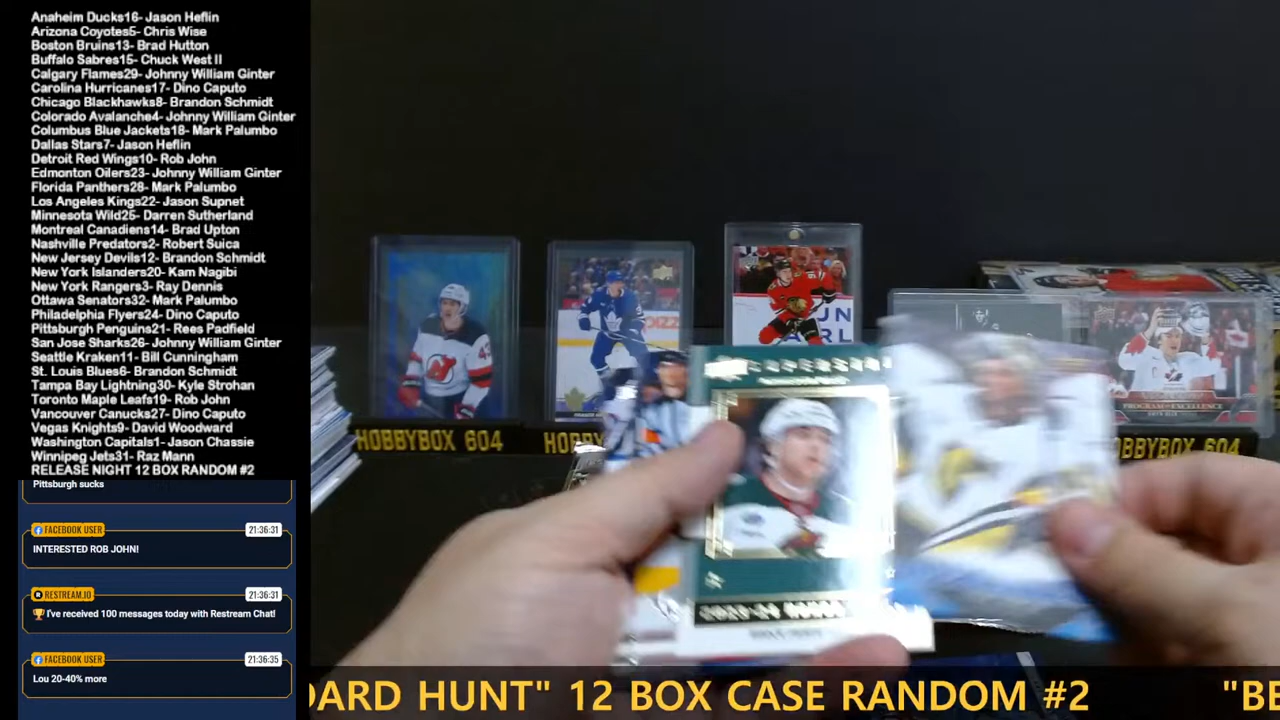 Anaheim Ducks16- Jason Heflin
Arizona Coyotes5- Chris Wise
Boston Bruins13- Brad Hutton
Buffalo Sabres15- Chuck West II
Calgary Flames29- Johnny William Ginter
Carolina Hurricanes17- Dino Caputo
Chicago Blackhawks8- Brandon Schmidt
Colorado Avalanche4- Johnny William Ginter
Columbus Blue Jackets18- Mark Palumbo
Dallas Stars7- Jason Heflin
Detroit Red Wings10- Rob John
Edmonton Oilers23- Johnny William Ginter
Florida Panthers28- Mark Palumbo
Los Angeles Kings22- Jason Supnet
Minnesota Wild25- Darren Sutherland
Montreal Canadiens14- Brad Upton
Nashville Predators2- Robert Suica
New Jersey Devils12- Brandon Schmidt
New York Islanders20- Kam Nagibi
New York Rangers3- Ray Dennis
Ottawa Senators32- Mark Palumbo
Philadelphia Flyers24- Dino Caputo
Pittsburgh Penguins21- Rees Padfield
San Jose Sharks26- Johnny William Ginter
Seattle Kraken11- Bill Cunningham
St. Louis Blues6- Brandon Schmidt
Tampa Bay Lightning30- Kyle Strohan
Toronto Maple Leafs19- Rob John
Vancouver Canucks27- Dino Caputo
Vegas Knights9- David Woodward
Washington Capitals1- Jason Chassie
Winnipeg Jets31- Raz Mann
RELEASE NIGHT 12 BOX RANDOM #2
Pittsburgh sucks
FACEBOOK USER 21:36:31
INTERESTED ROB JOHN!
RESTREAM.IO 21:36:31
🏆 I've received 100 messages today with Restream Chat!
FACEBOOK USER 21:36:35
Lou 20-40% more
HOBBYBOX 604
PROGRAM OF EXCELLENCE
604
DARD HUNT" 12 BOX CASE RANDOM #2
"BE